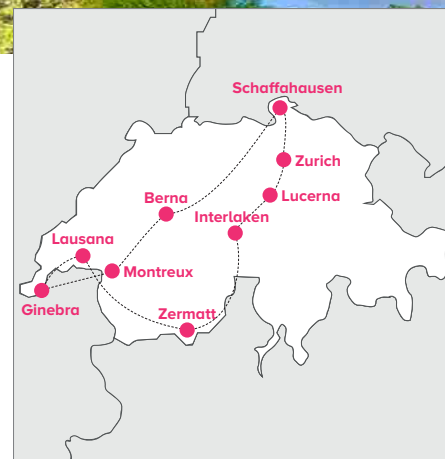 Schaffahausen
Zurich
Lucerna
Berna
Interlaken
Lausana
Montreux
Ginebra
Zermatt